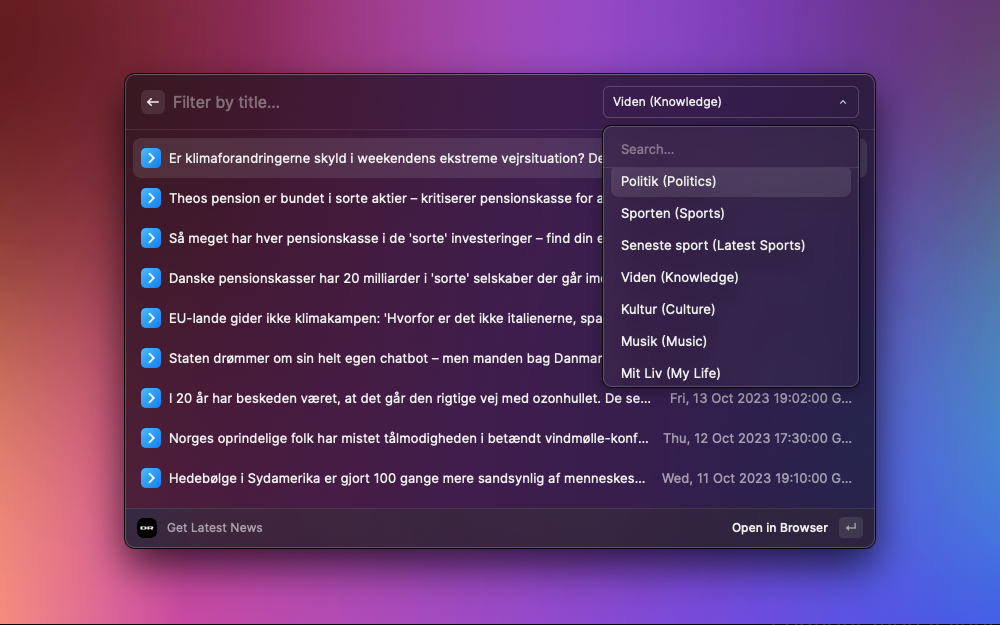 Filter by title...
Viden (Knowledge)
Search...
Politik (Politics)
Sporten (Sports)
Seneste sport (Latest Sports)
Viden (Knowledge)
Kultur (Culture)
Musik (Music)
Mit Liv (My Life)
Er klimaforandringerne skyld i weekendens ekstreme vejrsituation? De
Theos pension er bundet i sorte aktier – kritiserer pensionskasse for a
Så meget har hver pensionskasse i de 'sorte' investeringer – find din e
Danske pensionskasser har 20 milliarder i 'sorte' selskaber der går im
EU-lande gider ikke klimakampen: 'Hvorfor er det ikke italienerne, spa
Staten drømmer om sin helt egen chatbot – men manden bag Danmar
I 20 år har beskeden været, at det går den rigtige vej med ozonhullet. De se... Fri, 13 Oct 2023 19:02:00 G...
Norges oprindelige folk har mistet tålmodigheden i betændt vindmølle-konf... Thu, 12 Oct 2023 17:30:00 G...
Hedebølge i Sydamerika er gjort 100 gange mere sandsynlig af menneskes... Wed, 11 Oct 2023 19:10:00 G...
DR Get Latest News Open in Browser